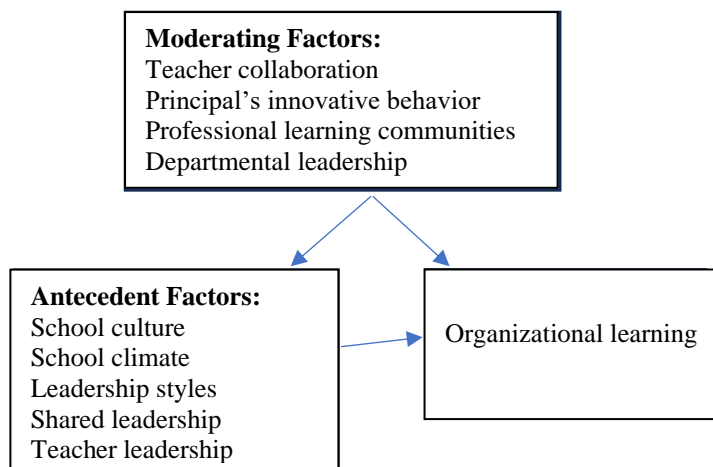 Moderating Factors:
Teacher collaboration
Principal’s innovative behavior
Professional learning communities
Departmental leadership
Antecedent Factors:
School culture
School climate
Leadership styles
Shared leadership
Teacher leadership
Organizational learning